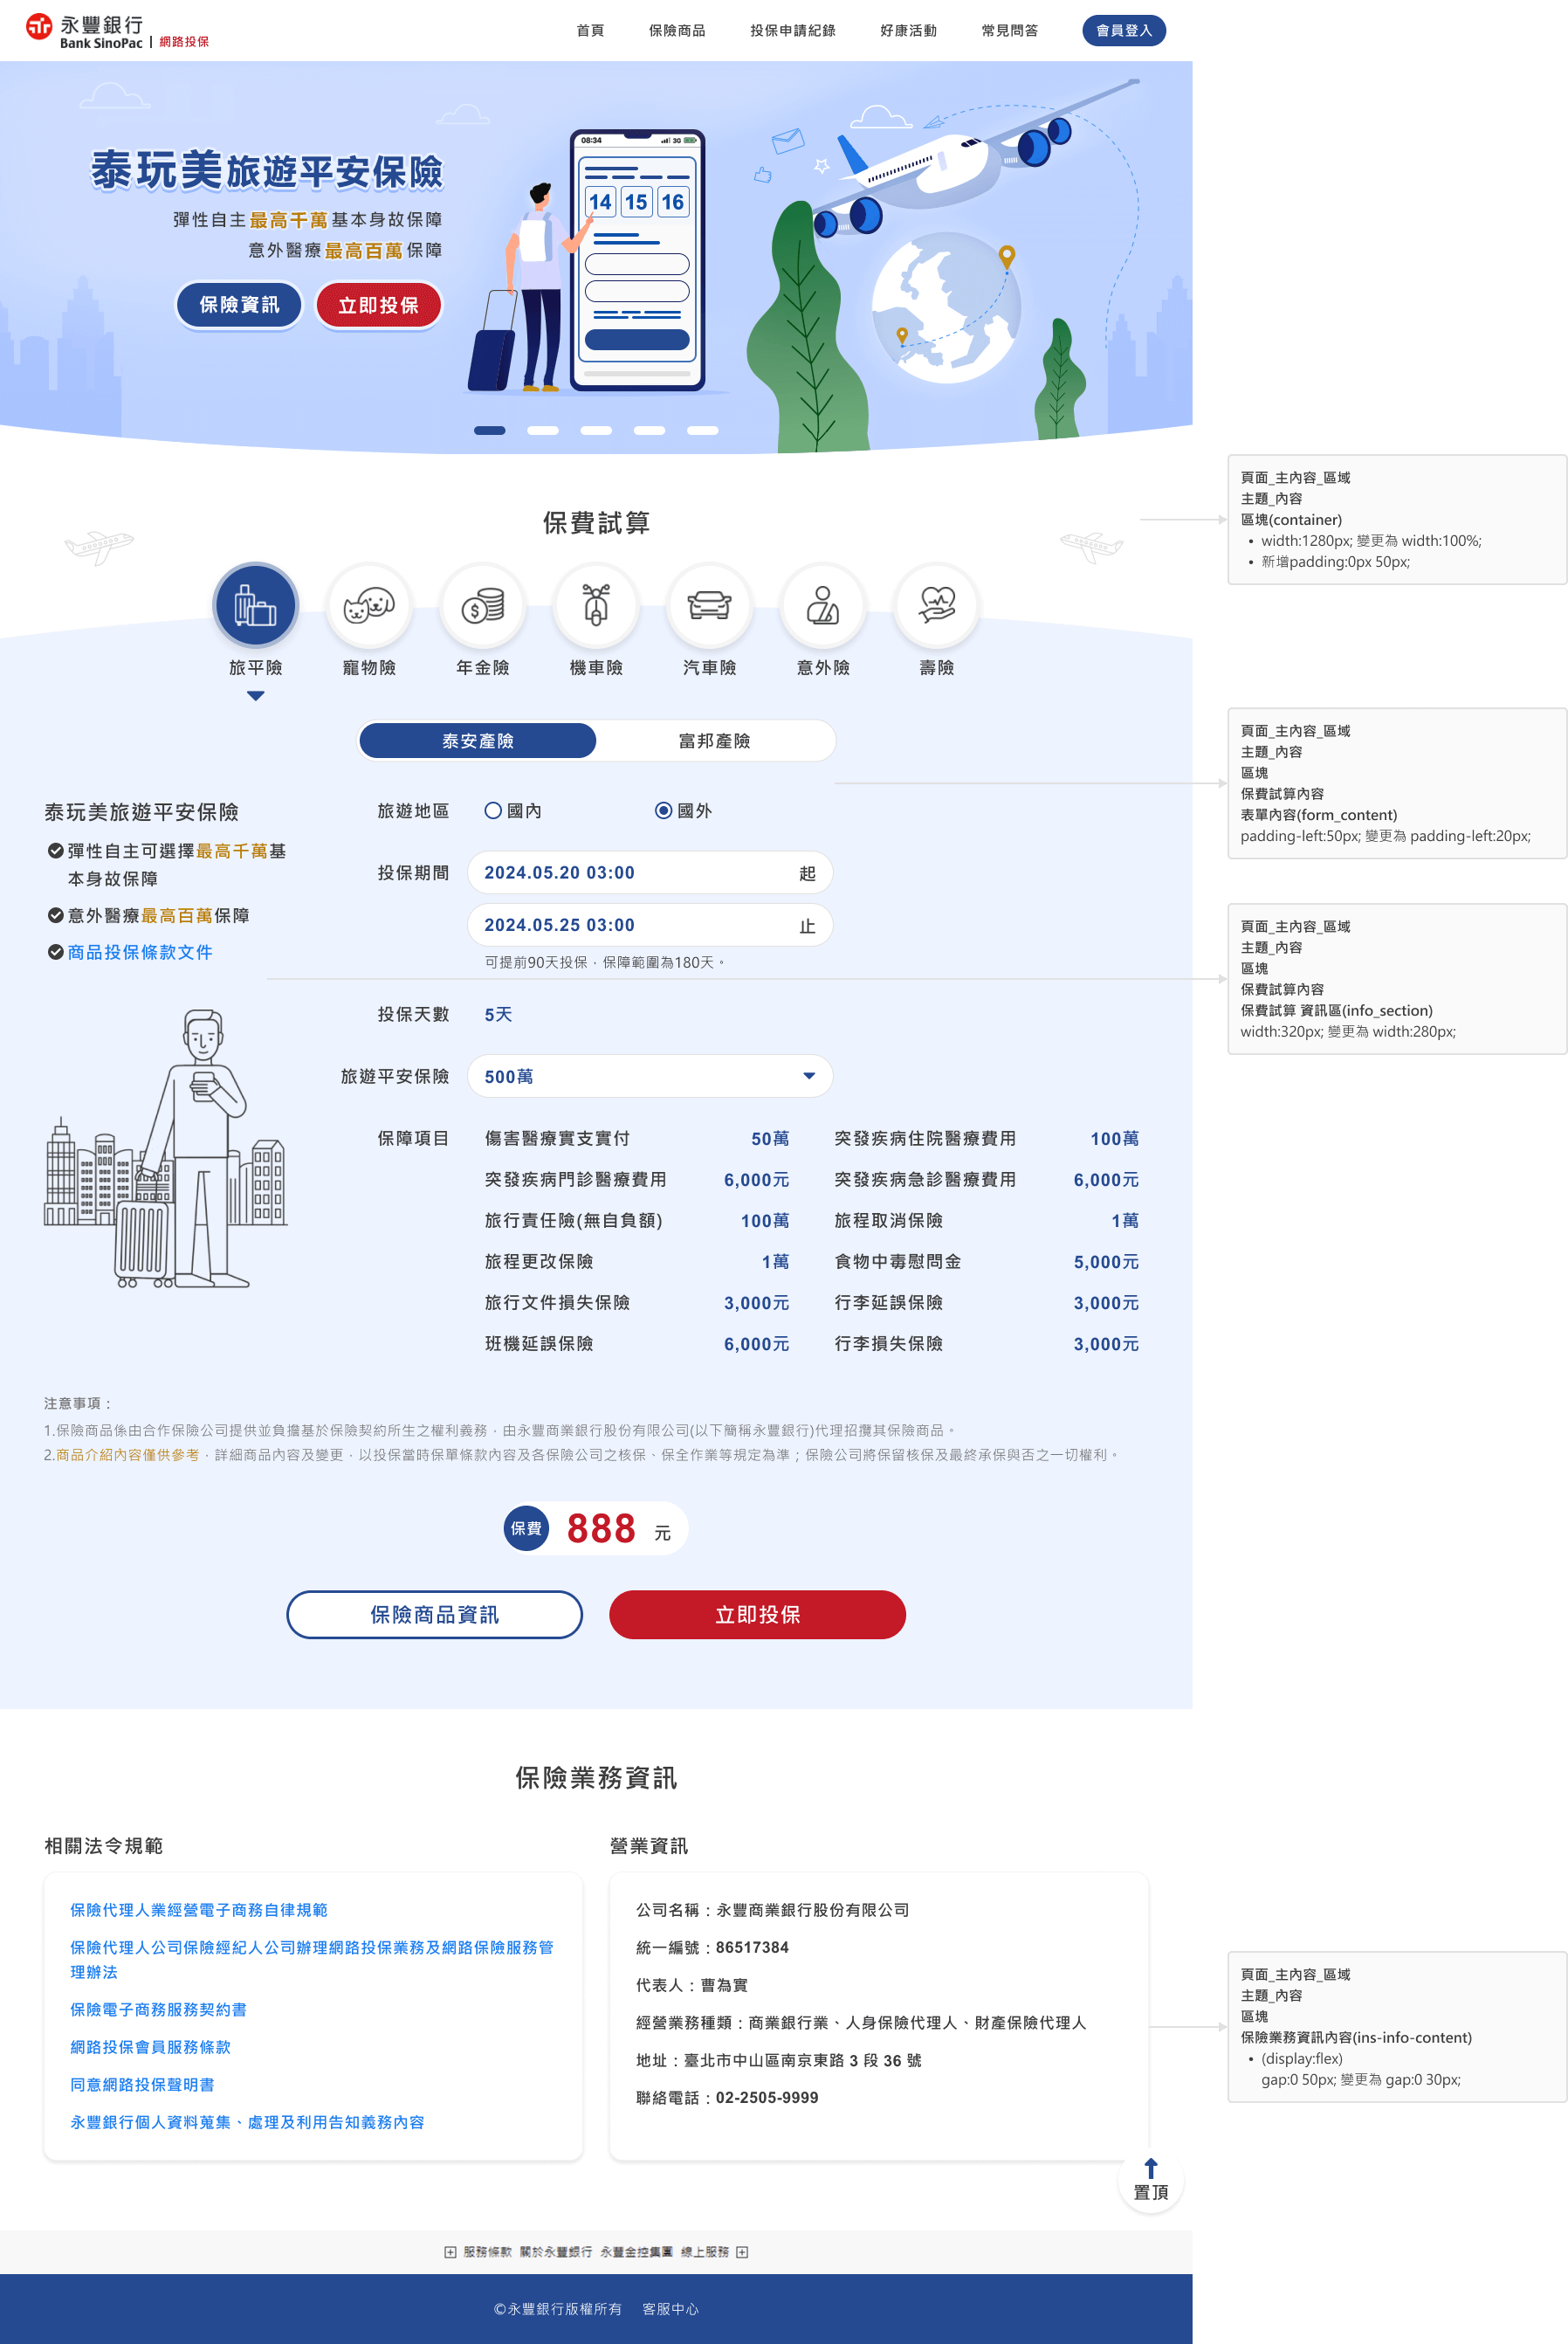 永豐銀行
Bank SinoPac
網路投保
首頁
保險商品
投保申請紀錄
好康活動
常見問答
會員登入
泰玩美旅遊平安保險
彈性自主最高千萬基本身故保障
意外醫療最高百萬保障
保險資訊
立即投保
08:34
3G
14
15
16
保費試算
旅平險
寵物險
年金險
機車險
汽車險
意外險
壽險
泰安產險
富邦產險
泰玩美旅遊平安保險
彈性自主可選擇最高千萬基
本身故保障
意外醫療最高百萬保障
商品投保條款文件
旅遊地區
國內
國外
投保期間
2024.05.20 03:00 起
2024.05.25 03:00 止
可提前90天投保，保障範圍為180天。
投保天數
5天
旅遊平安保險
500萬
保障項目
傷害醫療實支實付 50萬
突發疾病住院醫療費用 100萬
突發疾病門診醫療費用 6,000元
突發疾病急診醫療費用 6,000元
旅行責任險(無自負額) 100萬
旅程取消保險 1萬
旅程更改保險 1萬
食物中毒慰問金 5,000元
旅行文件損失保險 3,000元
行李延誤保險 3,000元
班機延誤保險 6,000元
行李損失保險 3,000元
注意事項：
1.保險商品係由合作保險公司提供並負擔基於保險契約所生之權利義務，由永豐商業銀行股份有限公司(以下簡稱永豐銀行)代理招攬其保險商品。
2.商品介紹內容僅供參考，詳細商品內容及變更，以投保當時保單條款內容及各保險公司之核保、保全作業等規定為準；保險公司將保留核保及最終承保與否之一切權利。
保費 888 元
保險商品資訊
立即投保
保險業務資訊
相關法令規範
保險代理人業經營電子商務自律規範
保險代理人公司保險經紀人公司辦理網路投保業務及網路保險服務管
理辦法
保險電子商務服務契約書
網路投保會員服務條款
同意網路投保聲明書
永豐銀行個人資料蒐集、處理及利用告知義務內容
營業資訊
公司名稱：永豐商業銀行股份有限公司
統一編號：86517384
代表人：曹為實
經營業務種類：商業銀行業、人身保險代理人、財產保險代理人
地址：臺北市中山區南京東路 3 段 36 號
聯絡電話：02-2505-9999
置頂
服務條款 關於永豐銀行 永豐金控集團 線上服務
©永豐銀行版權所有 客服中心
頁面_主內容_區域
主題_內容
區塊(container)
• width:1280px; 變更為 width:100%;
• 新增padding:0px 50px;
頁面_主內容_區域
主題_內容
區塊
保費試算內容
表單內容(form_content)
padding-left:50px; 變更為 padding-left:20px;
頁面_主內容_區域
主題_內容
區塊
保費試算內容
保費試算 資訊區(info_section)
width:320px; 變更為 width:280px;
頁面_主內容_區域
主題_內容
區塊
保險業務資訊內容(ins-info-content)
• (display:flex)
gap:0 50px; 變更為 gap:0 30px;